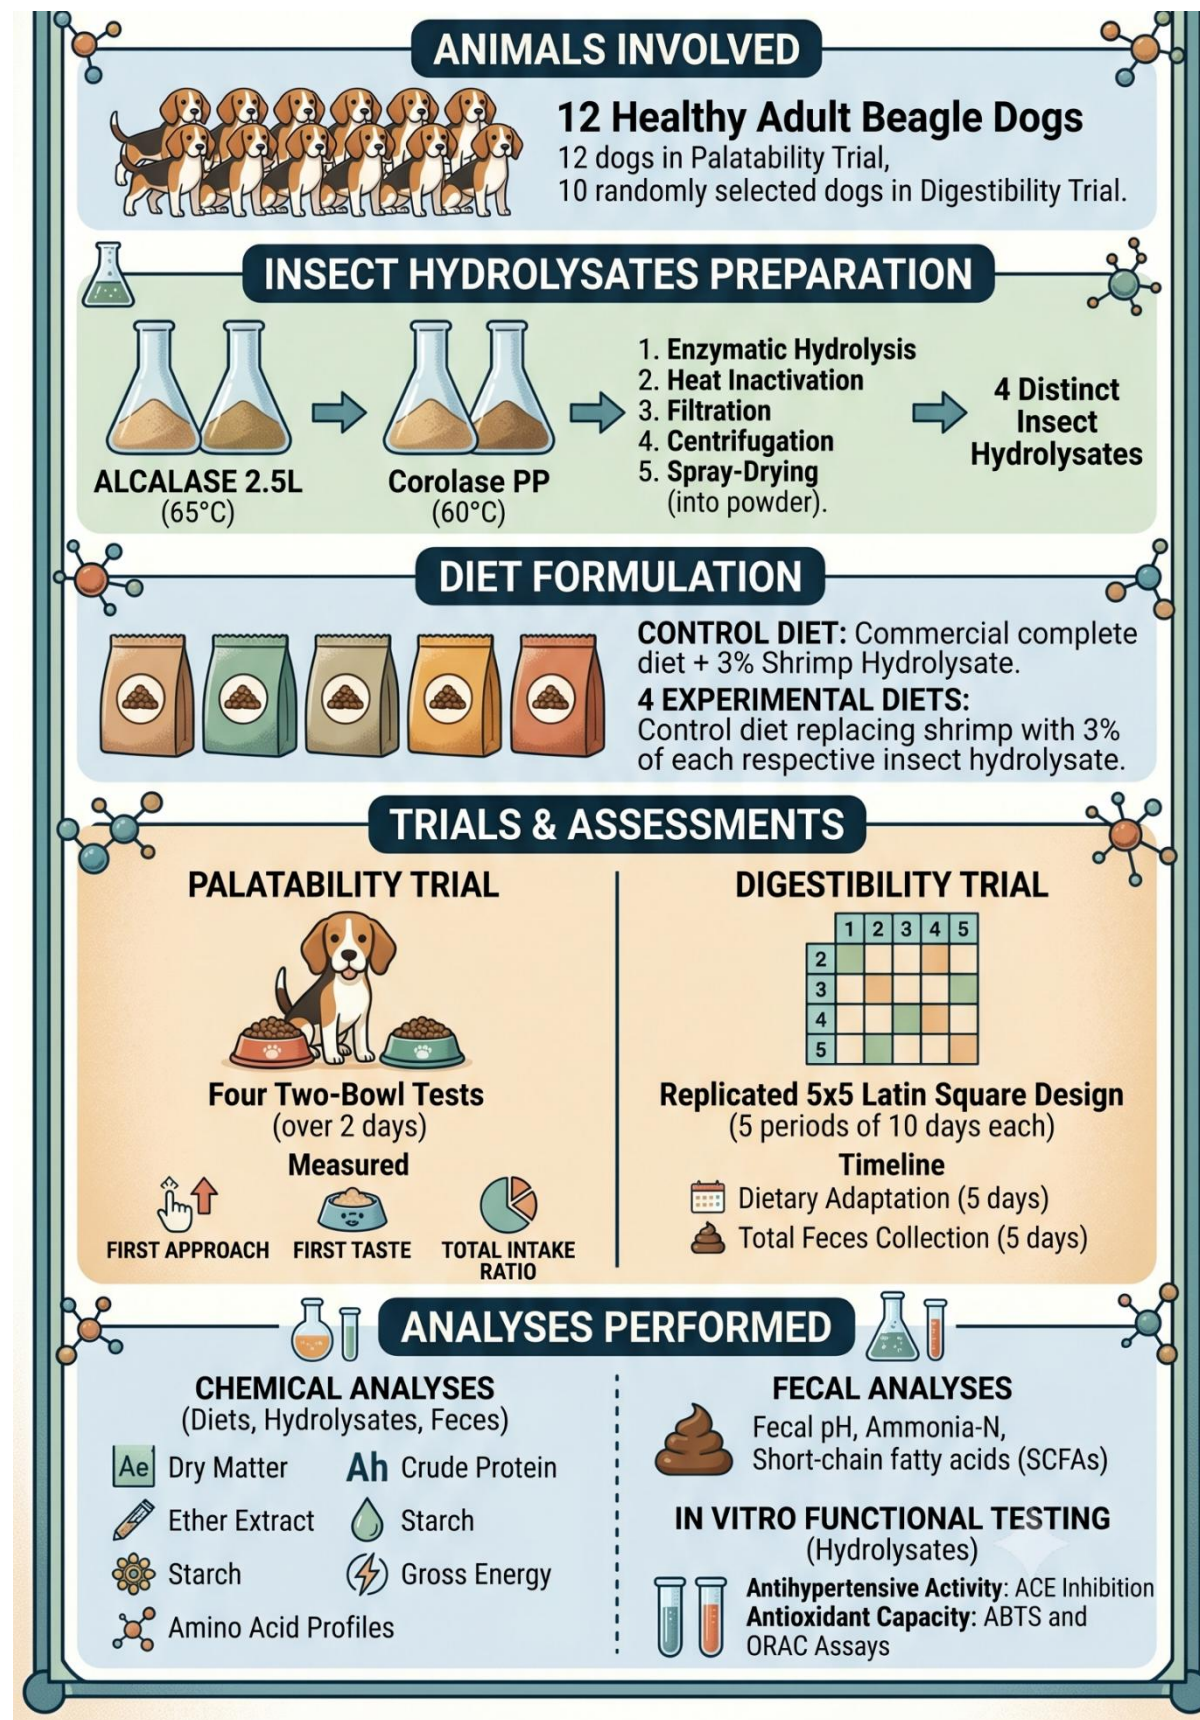 ANIMALS INVOLVED
12 Healthy Adult Beagle Dogs
12 dogs in Palatability Trial,
10 randomly selected dogs in Digestibility Trial.
INSECT HYDROLYSATES PREPARATION
ALCALASE 2.5L
(65°C)
Corolase PP
(60°C)
1. Enzymatic Hydrolysis
2. Heat Inactivation
3. Filtration
4. Centrifugation
5. Spray-Drying
(into powder).
4 Distinct
Insect
Hydrolysates
DIET FORMULATION
CONTROL DIET: Commercial complete
diet + 3% Shrimp Hydrolysate.
4 EXPERIMENTAL DIETS:
Control diet replacing shrimp with 3%
of each respective insect hydrolysate.
TRIALS & ASSESSMENTS
PALATABILITY TRIAL
Four Two-Bowl Tests
(over 2 days)
Measured
FIRST APPROACH
FIRST TASTE
TOTAL INTAKE
RATIO
DIGESTIBILITY TRIAL
1 2 3 4 5
2
3
4
5
Replicated 5x5 Latin Square Design
(5 periods of 10 days each)
Timeline
Dietary Adaptation (5 days)
Total Feces Collection (5 days)
ANALYSES PERFORMED
CHEMICAL ANALYSES
(Diets, Hydrolysates, Feces)
Ae Dry Matter
Ah Crude Protein
Ether Extract
Starch
Starch
Gross Energy
Amino Acid Profiles
FECAL ANALYSES
Fecal pH, Ammonia-N,
Short-chain fatty acids (SCFAs)
IN VITRO FUNCTIONAL TESTING
(Hydrolysates)
Antihypertensive Activity: ACE Inhibition
Antioxidant Capacity: ABTS and
ORAC Assays